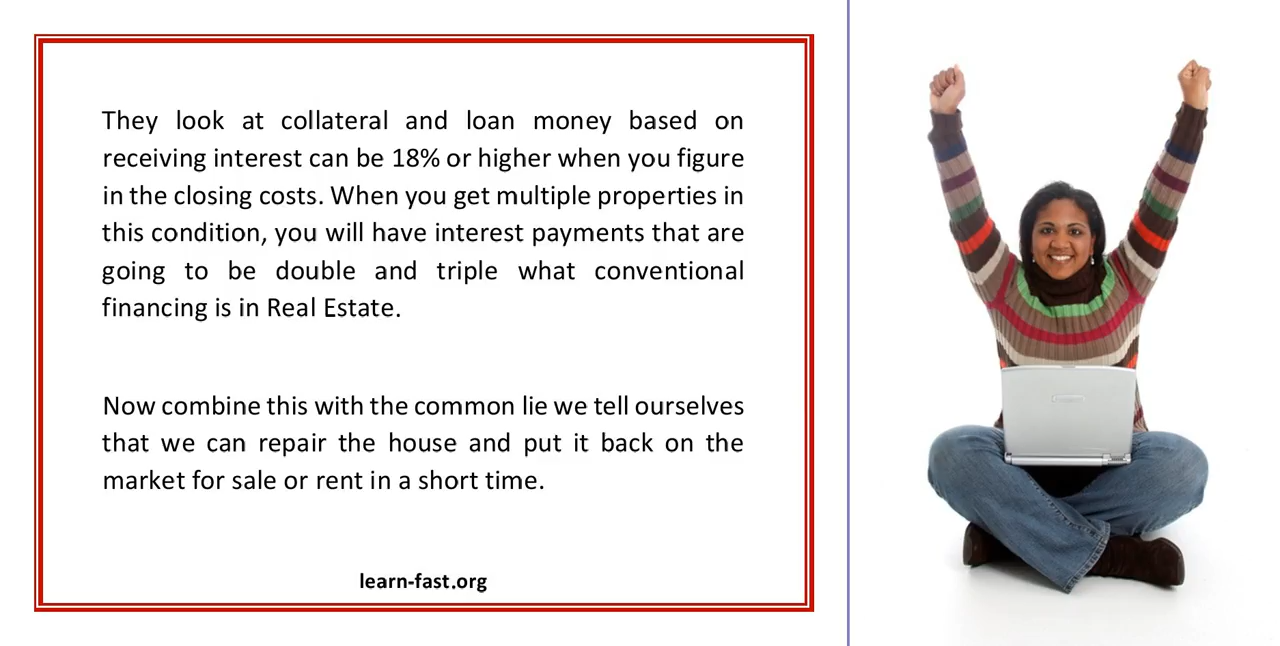 They look at collateral and loan money based on
receiving interest can be 18% or higher when you figure
in the closing costs. When you get multiple properties in
this condition, you will have interest payments that are
going to be double and triple what conventional
financing is in Real Estate.
Now combine this with the common lie we tell ourselves
that we can repair the house and put it back on the
market for sale or rent in a short time.
learn-fast.org